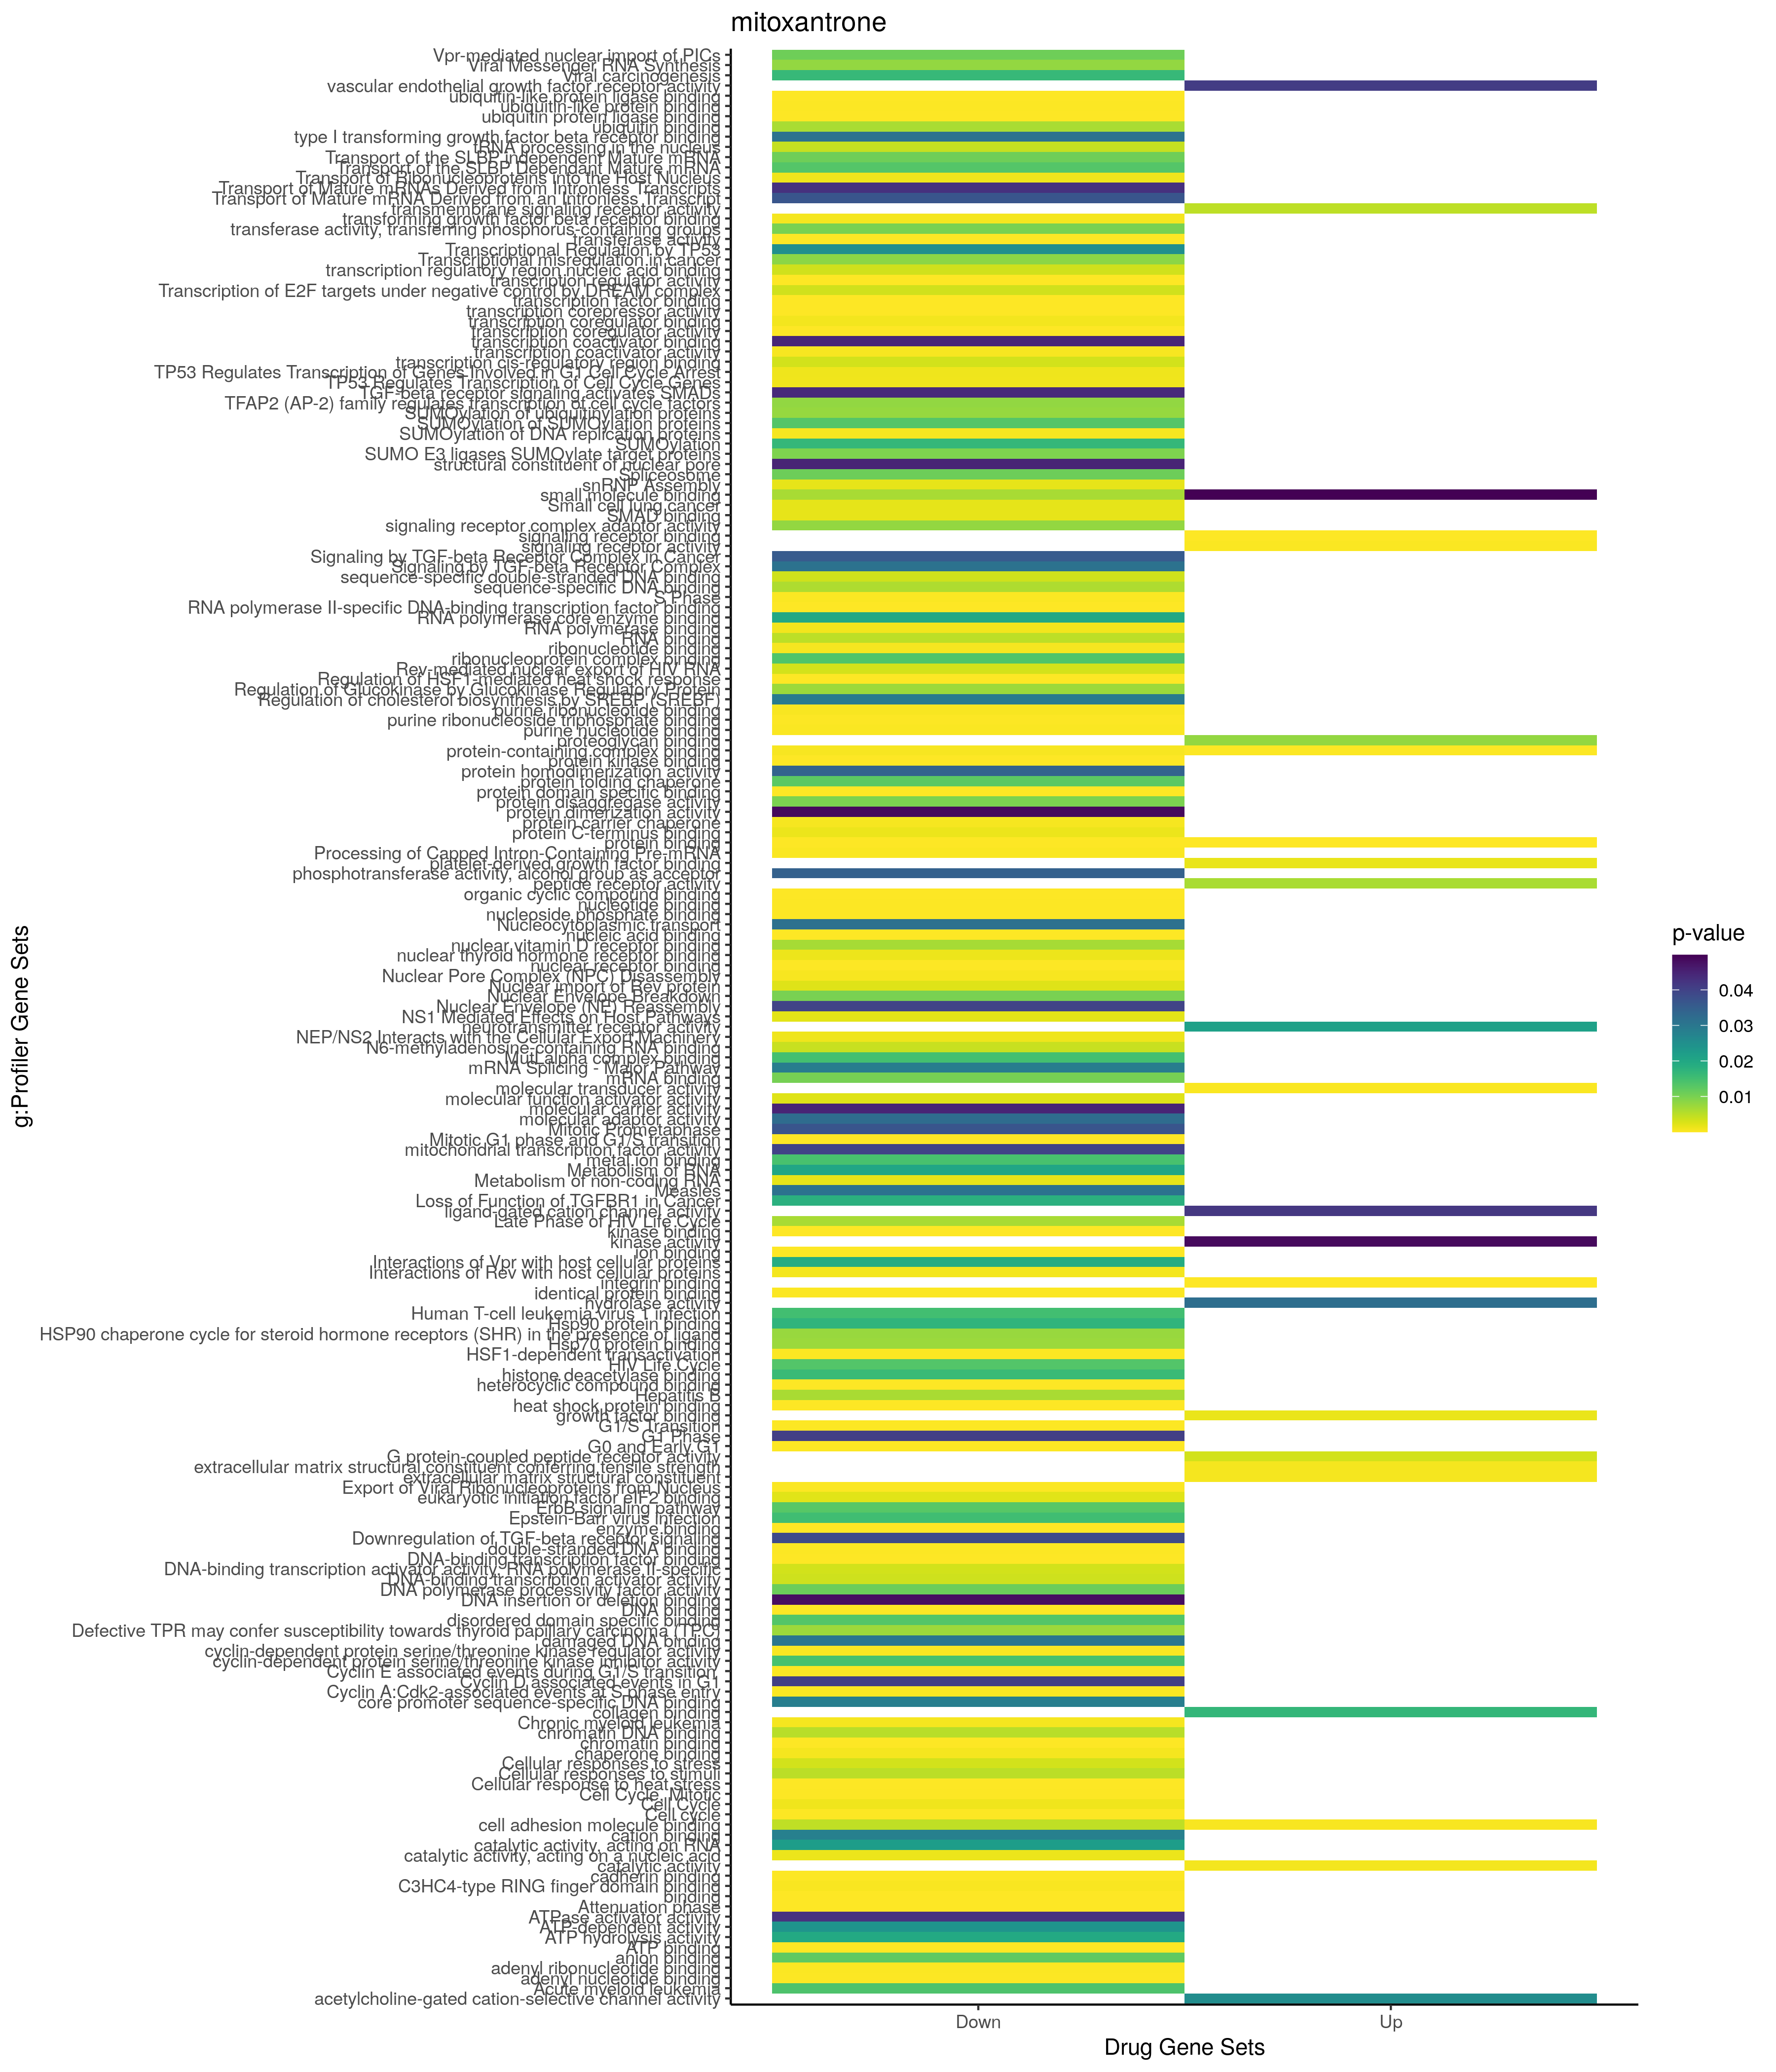 mitoxantrone
Vpr-mediated nuclear import of PICs
Viral Messenger RNA Synthesis
Viral carcinogenesis
vascular endothelial growth factor receptor activity
ubiquitin-like protein ligase binding
ubiquitin-like protein binding
ubiquitin protein ligase binding
ubiquitin binding
type I transforming growth factor beta receptor binding
tRNA processing in the nucleus
Transport of the SLBP independent Mature mRNA
Transport of the SLBP Dependant Mature mRNA
Transport of Ribonucleoproteins into the Host Nucleus
Transport of Mature mRNAs Derived from Intronless Transcripts
Transport of Mature mRNA Derived from an Intronless Transcript
transmembrane signaling receptor activity
transforming growth factor beta receptor binding
transferase activity, transferring phosphorus-containing groups
transferase activity
Transcriptional Regulation by TP53
Transcriptional misregulation in cancer
transcription regulatory region nucleic acid binding
transcription regulator activity
Transcription of E2F targets under negative control by DREAM complex
transcription factor binding
transcription corepressor activity
transcription coregulator binding
transcription coregulator activity
transcription coactivator binding
transcription coactivator activity
transcription cis-regulatory region binding
TP53 Regulates Transcription of Genes Involved in G1 Cell Cycle Arrest
TP53 Regulates Transcription of Cell Cycle Genes
TGF-beta receptor signaling activates SMADs
TFAP2 (AP-2) family regulates transcription of cell cycle factors
SUMOylation of ubiquitinylation proteins
SUMOylation of SUMOylation proteins
SUMOylation of DNA replication proteins
SUMOylation
SUMO E3 ligases SUMOylate target proteins
structural constituent of nuclear pore
Spliceosome
snRNP Assembly
small molecule binding
Small cell lung cancer
SMAD binding
signaling receptor complex adaptor activity
signaling receptor binding
signaling receptor activity
Signaling by TGF-beta Receptor Complex in Cancer
Signaling by TGF-beta Receptor Complex
sequence-specific double-stranded DNA binding
sequence-specific DNA binding
S Phase
RNA polymerase II-specific DNA-binding transcription factor binding
RNA polymerase core enzyme binding
RNA polymerase binding
RNA binding
ribonucleotide binding
ribonucleoprotein complex binding
Rev-mediated nuclear export of HIV RNA
Regulation of HSF1-mediated heat shock response
Regulation of Glucokinase by Glucokinase Regulatory Protein
Regulation of cholesterol biosynthesis by SREBP (SREBF)
purine ribonucleotide binding
purine ribonucleoside triphosphate binding
purine nucleotide binding
proteoglycan binding
protein-containing complex binding
protein kinase binding
protein homodimerization activity
protein folding chaperone
protein domain specific binding
protein disaggregase activity
protein dimerization activity
protein carrier chaperone
protein C-terminus binding
protein binding
Processing of Capped Intron-Containing Pre-mRNA
platelet-derived growth factor binding
phosphotransferase activity, alcohol group as acceptor
peptide receptor activity
organic cyclic compound binding
nucleotide binding
nucleoside phosphate binding
Nucleocytoplasmic transport
nucleic acid binding
nuclear vitamin D receptor binding
nuclear thyroid hormone receptor binding
nuclear receptor binding
Nuclear Pore Complex (NPC) Disassembly
Nuclear import of Rev protein
Nuclear Envelope Breakdown
Nuclear Envelope (NE) Reassembly
NS1 Mediated Effects on Host Pathways
neurotransmitter receptor activity
NEP/NS2 Interacts with the Cellular Export Machinery
N6-methyladenosine-containing RNA binding
MutLalpha complex binding
mRNA Splicing - Major Pathway
mRNA binding
molecular transducer activity
molecular function activator activity
molecular carrier activity
molecular adaptor activity
Mitotic Prometaphase
Mitotic G1 phase and G1/S transition
mitochondrial transcription factor activity
metal ion binding
Metabolism of RNA
Metabolism of non-coding RNA
Measles
Loss of Function of TGFBR1 in Cancer
ligand-gated cation channel activity
Late Phase of HIV Life Cycle
kinase binding
kinase activity
ion binding
Interactions of Vpr with host cellular proteins
Interactions of Rev with host cellular proteins
integrin binding
identical protein binding
hydrolase activity
Human T-cell leukemia virus 1 infection
Hsp90 protein binding
HSP90 chaperone cycle for steroid hormone receptors (SHR) in the presence of ligand
Hsp70 protein binding
HSF1-dependent transactivation
HIV Life Cycle
histone deacetylase binding
heterocyclic compound binding
Hepatitis B
heat shock protein binding
growth factor binding
G1/S Transition
G1 Phase
G0 and Early G1
G protein-coupled peptide receptor activity
extracellular matrix structural constituent conferring tensile strength
extracellular matrix structural constituent
Export of Viral Ribonucleoproteins from Nucleus
eukaryotic initiation factor eIF2 binding
ErbB signaling pathway
Epstein-Barr virus infection
enzyme binding
Downregulation of TGF-beta receptor signaling
double-stranded DNA binding
DNA-binding transcription factor binding
DNA-binding transcription activator activity, RNA polymerase II-specific
DNA-binding transcription activator activity
DNA polymerase processivity factor activity
DNA insertion or deletion binding
DNA binding
disordered domain specific binding
Defective TPR may confer susceptibility towards thyroid papillary carcinoma (TPC)
damaged DNA binding
cyclin-dependent protein serine/threonine kinase regulator activity
cyclin-dependent protein serine/threonine kinase inhibitor activity
Cyclin E associated events during G1/S transition
Cyclin D associated events in G1
Cyclin A:Cdk2-associated events at S phase entry
core promoter sequence-specific DNA binding
collagen binding
Chronic myeloid leukemia
chromatin DNA binding
chromatin binding
chaperone binding
Cellular responses to stress
Cellular responses to stimuli
Cellular response to heat stress
Cell Cycle, Mitotic
Cell Cycle
Cell cycle
cell adhesion molecule binding
cation binding
catalytic activity, acting on RNA
catalytic activity, acting on a nucleic acid
catalytic activity
cadherin binding
C3HC4-type RING finger domain binding
binding
Attenuation phase
ATPase activator activity
ATP-dependent activity
ATP hydrolysis activity
ATP binding
anion binding
adenyl ribonucleotide binding
adenyl nucleotide binding
Acute myeloid leukemia
acetylcholine-gated cation-selective channel activity
g:Profiler Gene Sets
Down
Up
Drug Gene Sets
p-value
0.04
0.03
0.02
0.01